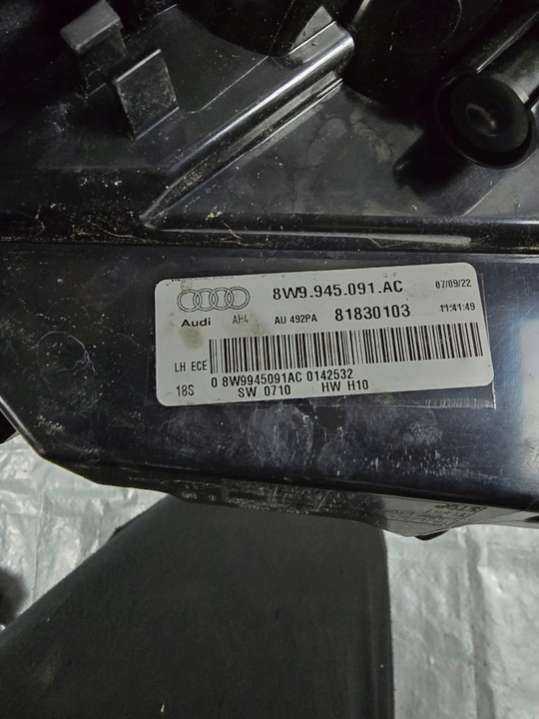 8W9.945.091.AC 07/09/22
Audi AH4 AU 492PA 81830103 11:41:49
LH ECE
0 8W9945091AC 0142532
18S SW 0710 HW H10